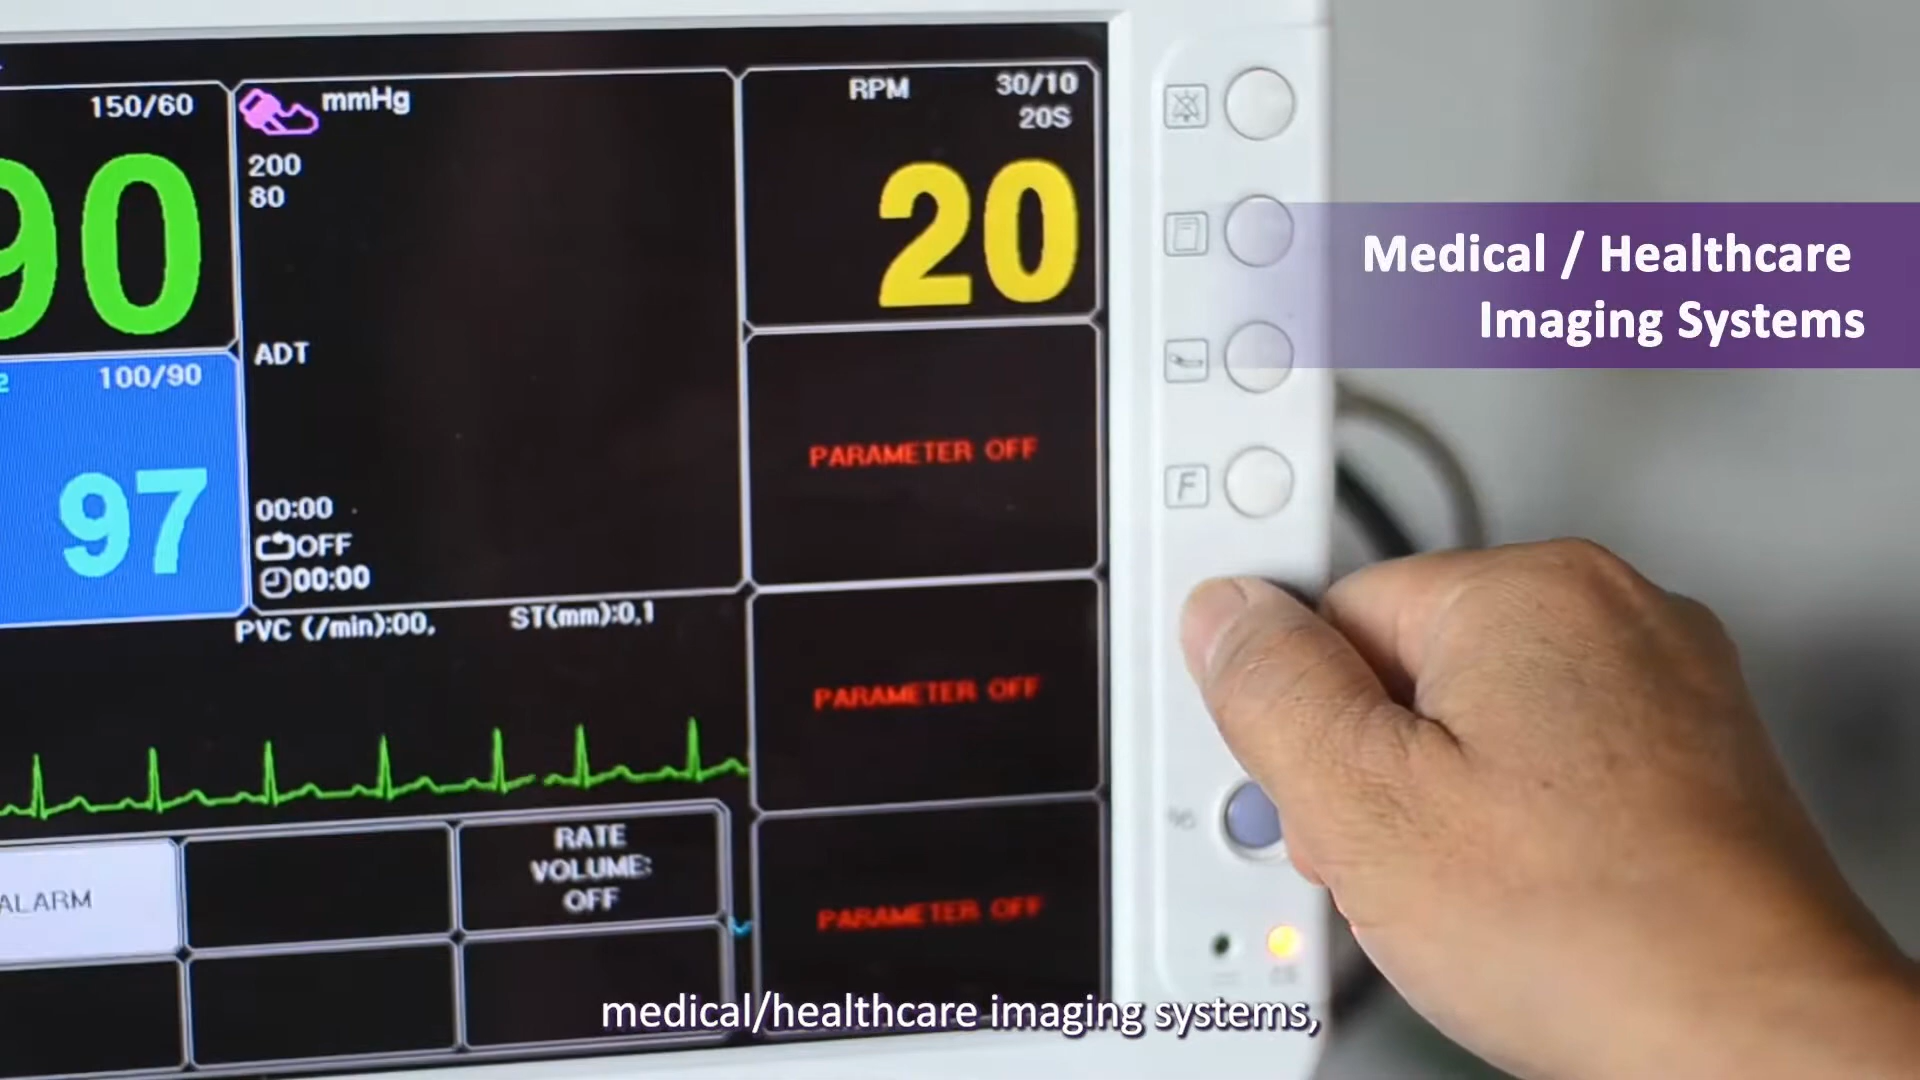 150/60
90
mmHg
200
80
RPM
30/10
20S
20
Medical / Healthcare
Imaging Systems
100/90
97
ADT
00:00
OFF
00:00
PARAMETER OFF
F
PVC (/min):00,
ST(mm):0.1
PARAMETER OFF
ALARM
RATE
VOLUME:
OFF
PARAMETER OFF
medical/healthcare imaging systems,